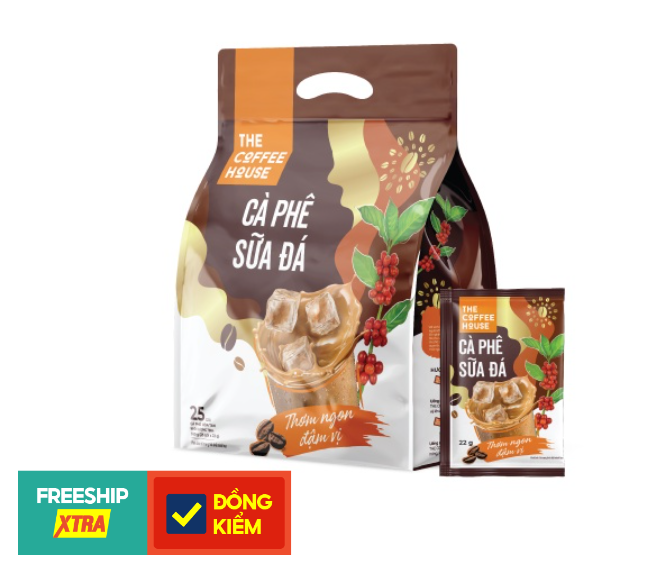 THE
COFFEE
HOUSE
CÀ PHÊ
SỮA ĐÁ
25
Thơm ngon
đậm vị
THE
COFFEE
HOUSE
CÀ PHÊ
SỮA ĐÁ
22 g
Thơm ngon
đậm vị
FREESHIP
XTRA
ĐỒNG
KIỂM